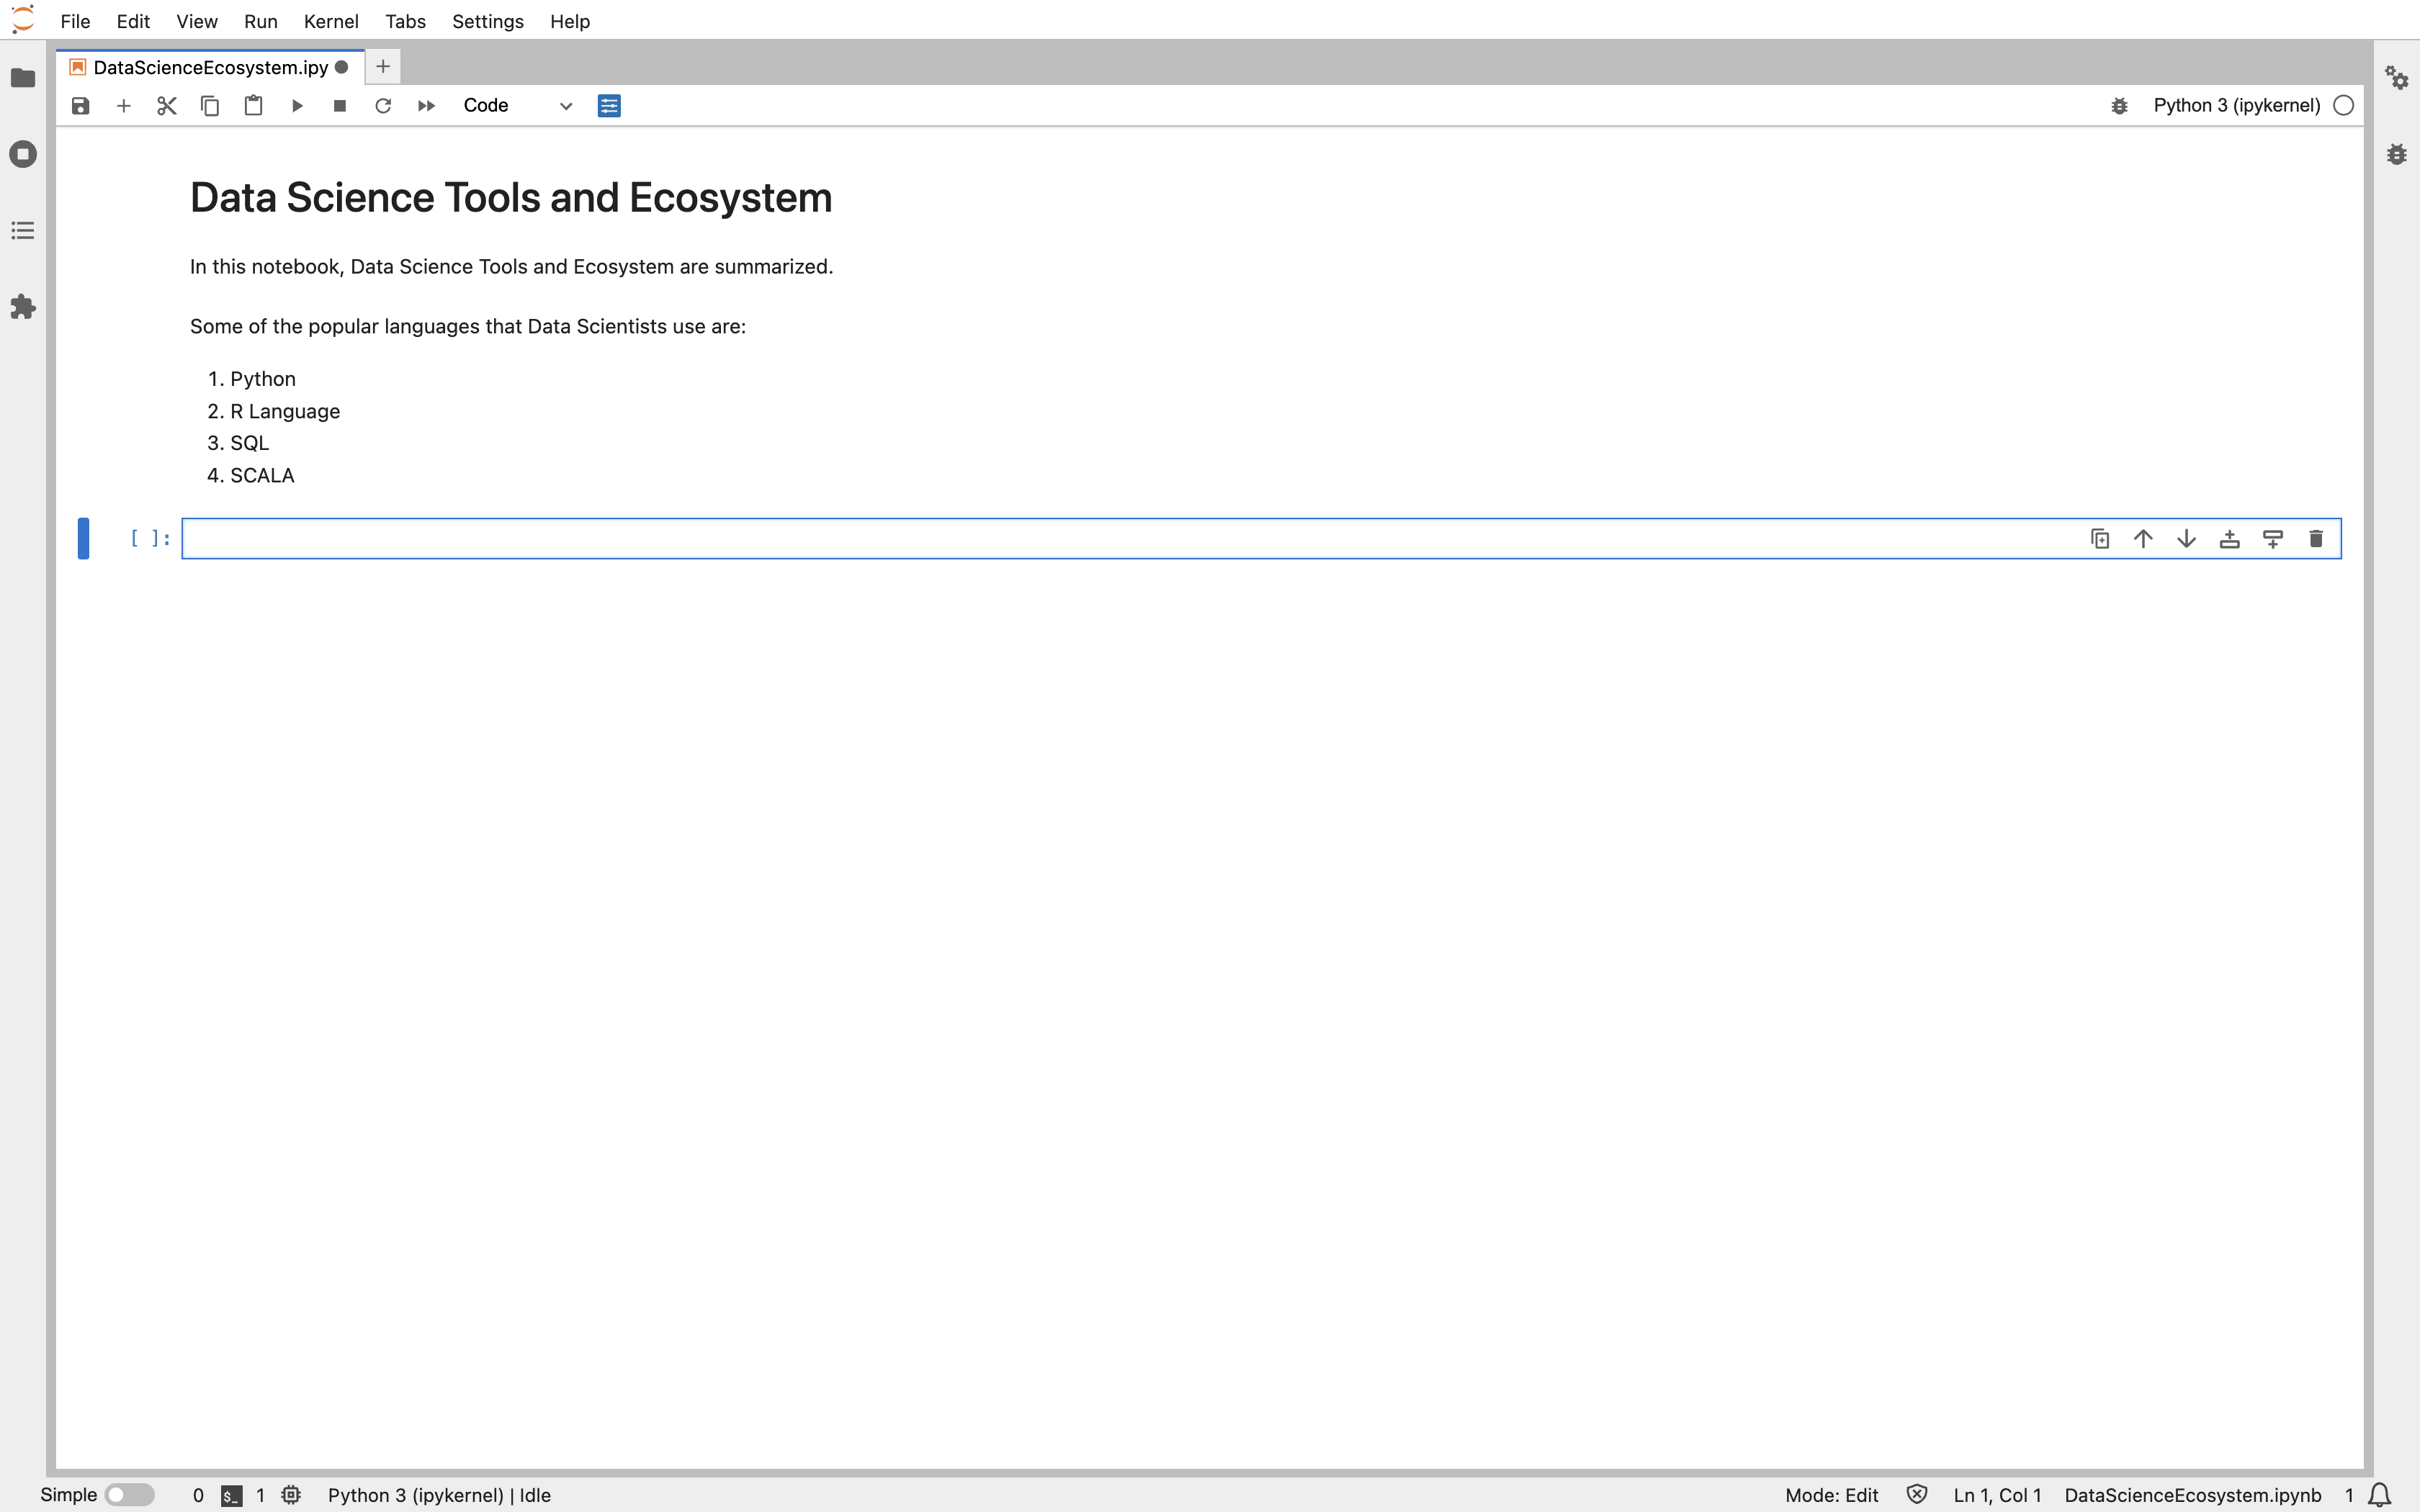 File Edit View Run Kernel Tabs Settings Help
DataScienceEcosystem.ipy
Code Python 3 (ipykernel)
Data Science Tools and Ecosystem
In this notebook, Data Science Tools and Ecosystem are summarized.
Some of the popular languages that Data Scientists use are:
1. Python
2. R Language
3. SQL
4. SCALA
[ ]:
Simple 0 $_ 1 Python 3 (ipykernel) | Idle Mode: Edit Ln 1, Col 1 DataScienceEcosystem.ipynb 1